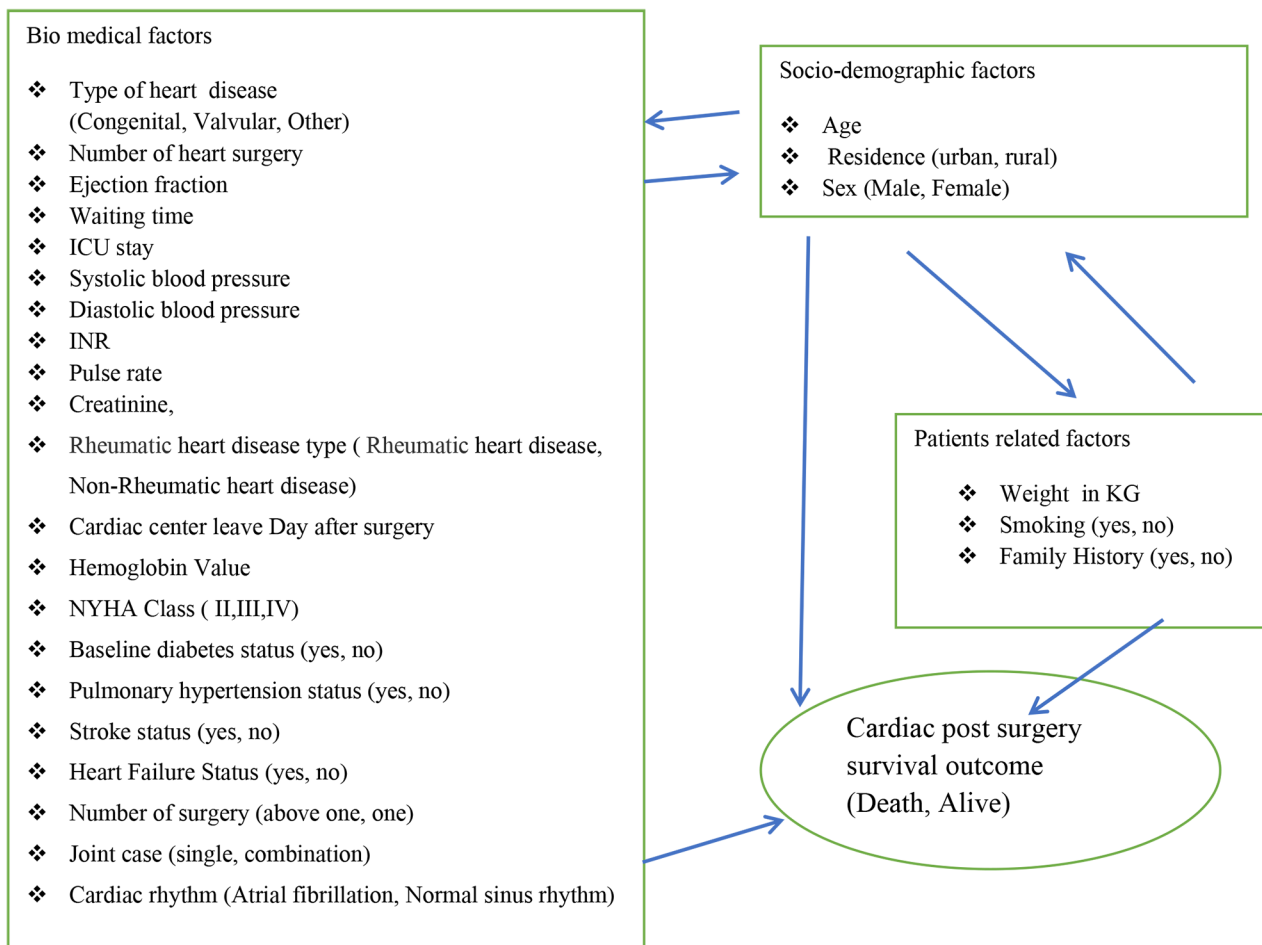 Bio medical factors
❖ Type of heart disease
(Congenital, Valvular, Other)
❖ Number of heart surgery
❖ Ejection fraction
❖ Waiting time
❖ ICU stay
❖ Systolic blood pressure
❖ Diastolic blood pressure
❖ INR
❖ Pulse rate
❖ Creatinine,
❖ Rheumatic heart disease type ( Rheumatic heart disease,
Non-Rheumatic heart disease)
❖ Cardiac center leave Day after surgery
❖ Hemoglobin Value
❖ NYHA Class ( II,III,IV)
❖ Baseline diabetes status (yes, no)
❖ Pulmonary hypertension status (yes, no)
❖ Stroke status (yes, no)
❖ Heart Failure Status (yes, no)
❖ Number of surgery (above one, one)
❖ Joint case (single, combination)
❖ Cardiac rhythm (Atrial fibrillation, Normal sinus rhythm)
Socio-demographic factors
❖ Age
❖ Residence (urban, rural)
❖ Sex (Male, Female)
Patients related factors
❖ Weight in KG
❖ Smoking (yes, no)
❖ Family History (yes, no)
Cardiac post surgery
survival outcome
(Death, Alive)